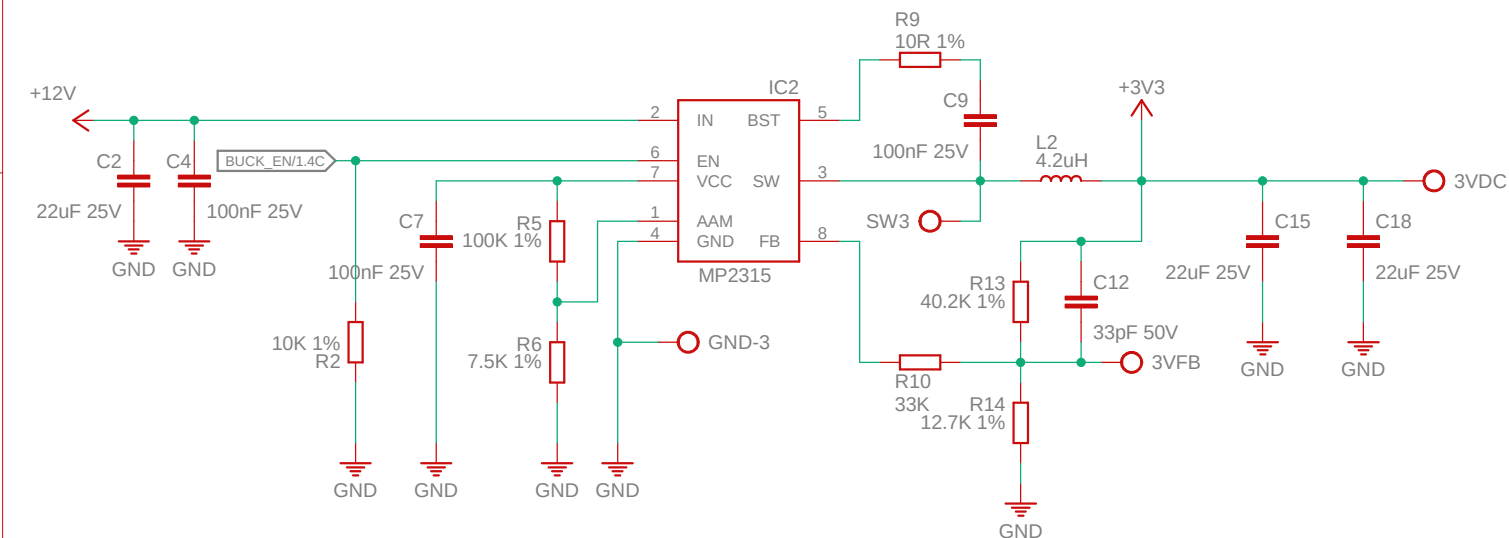 R9
10R 1%
+12V
IC2
+3V3
2
IN
BST
5
C9
C2
C4
BUCK_EN/1.4C
6
EN
100nF 25V
L2
4.2uH
7
VCC
SW
3
3VDC
22uF 25V
100nF 25V
C7
R5
100K 1%
1
AAM
SW3
C15
C18
4
GND
FB
8
GND
GND
100nF 25V
MP2315
22uF 25V
22uF 25V
R13
40.2K 1%
C12
33pF 50V
10K 1%
R2
R6
7.5K 1%
GND-3
3VFB
GND
GND
R10
33K
R14
12.7K 1%
GND
GND
GND
GND
GND